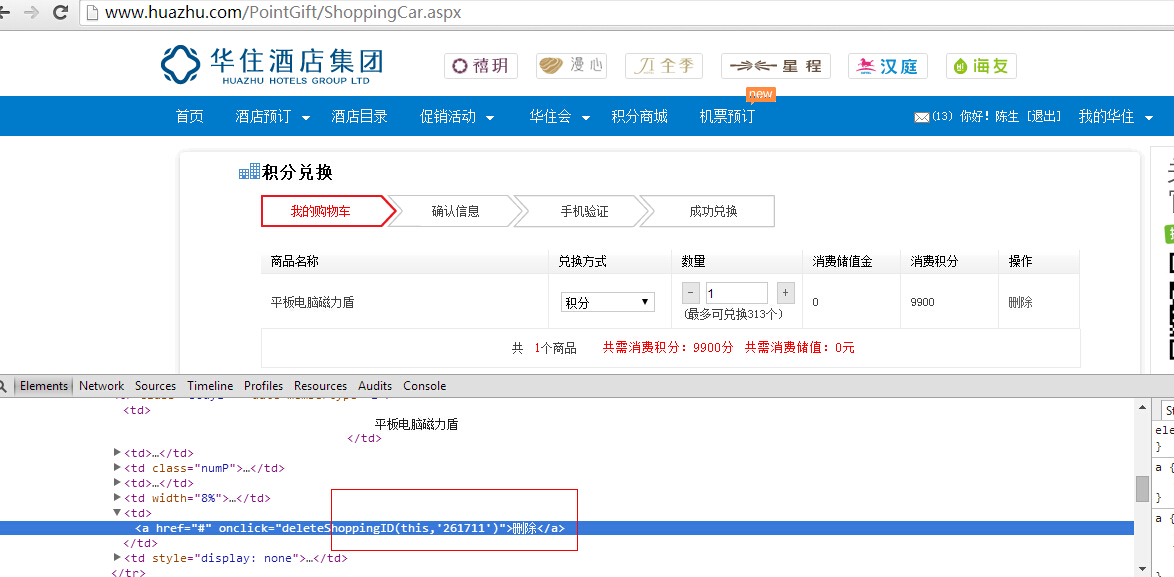 www.huazhu.com/PointGift/ShoppingCar.aspx
华住酒店集团
HUAZHU HOTELS GROUP LTD
禧玥 漫心 全季 星程 汉庭 海友
new
首页 酒店预订 酒店目录 促销活动 华住会 积分商城 机票预订 (13) 你好! 陈生 [退出] 我的华住
积分兑换
我的购物车 确认信息 手机验证 成功兑换
商品名称 兑换方式 数量 消费储值金 消费积分 操作
平板电脑磁力盾 积分 - 1 + 0 9900 删除
(最多可兑换313个)
共 1个商品 共需消费积分：9900分 共需消费储值：0元
Elements Network Sources Timeline Profiles Resources Audits Console
<td>
平板电脑磁力盾
</td>
<td>…</td>
<td class="numP">…</td>
<td>…</td>
<td width="8%">…</td>
<td>
<a href="#" onclick="deleteShoppingID(this,'261711')">删除</a>
</td>
<td style="display: none">…</td>
</tr>
St
ele
}
a {
}
a {
}